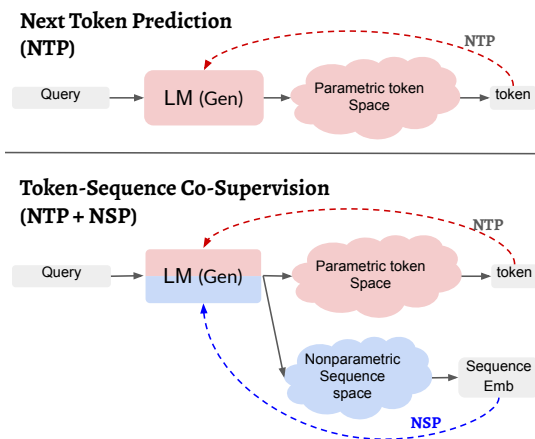 Next Token Prediction
(NTP)
NTP
Query
LM (Gen)
Parametric token
Space
token
Token-Sequence Co-Supervision
(NTP + NSP)
NTP
Query
LM (Gen)
Parametric token
Space
token
Nonparametric
Sequence
space
Sequence
Emb
NSP